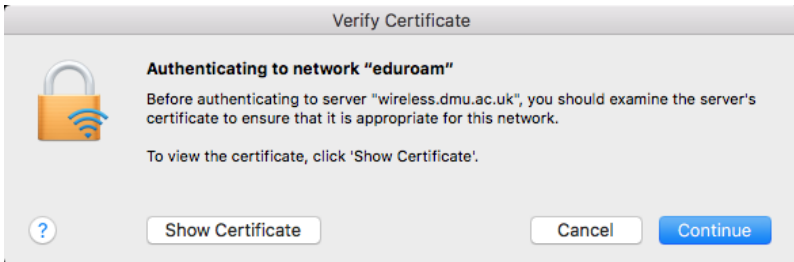 Verify Certificate
Authenticating to network “eduroam”
Before authenticating to server "wireless.dmu.ac.uk", you should examine the server's
certificate to ensure that it is appropriate for this network.
To view the certificate, click 'Show Certificate'.
?
Show Certificate
Cancel
Continue